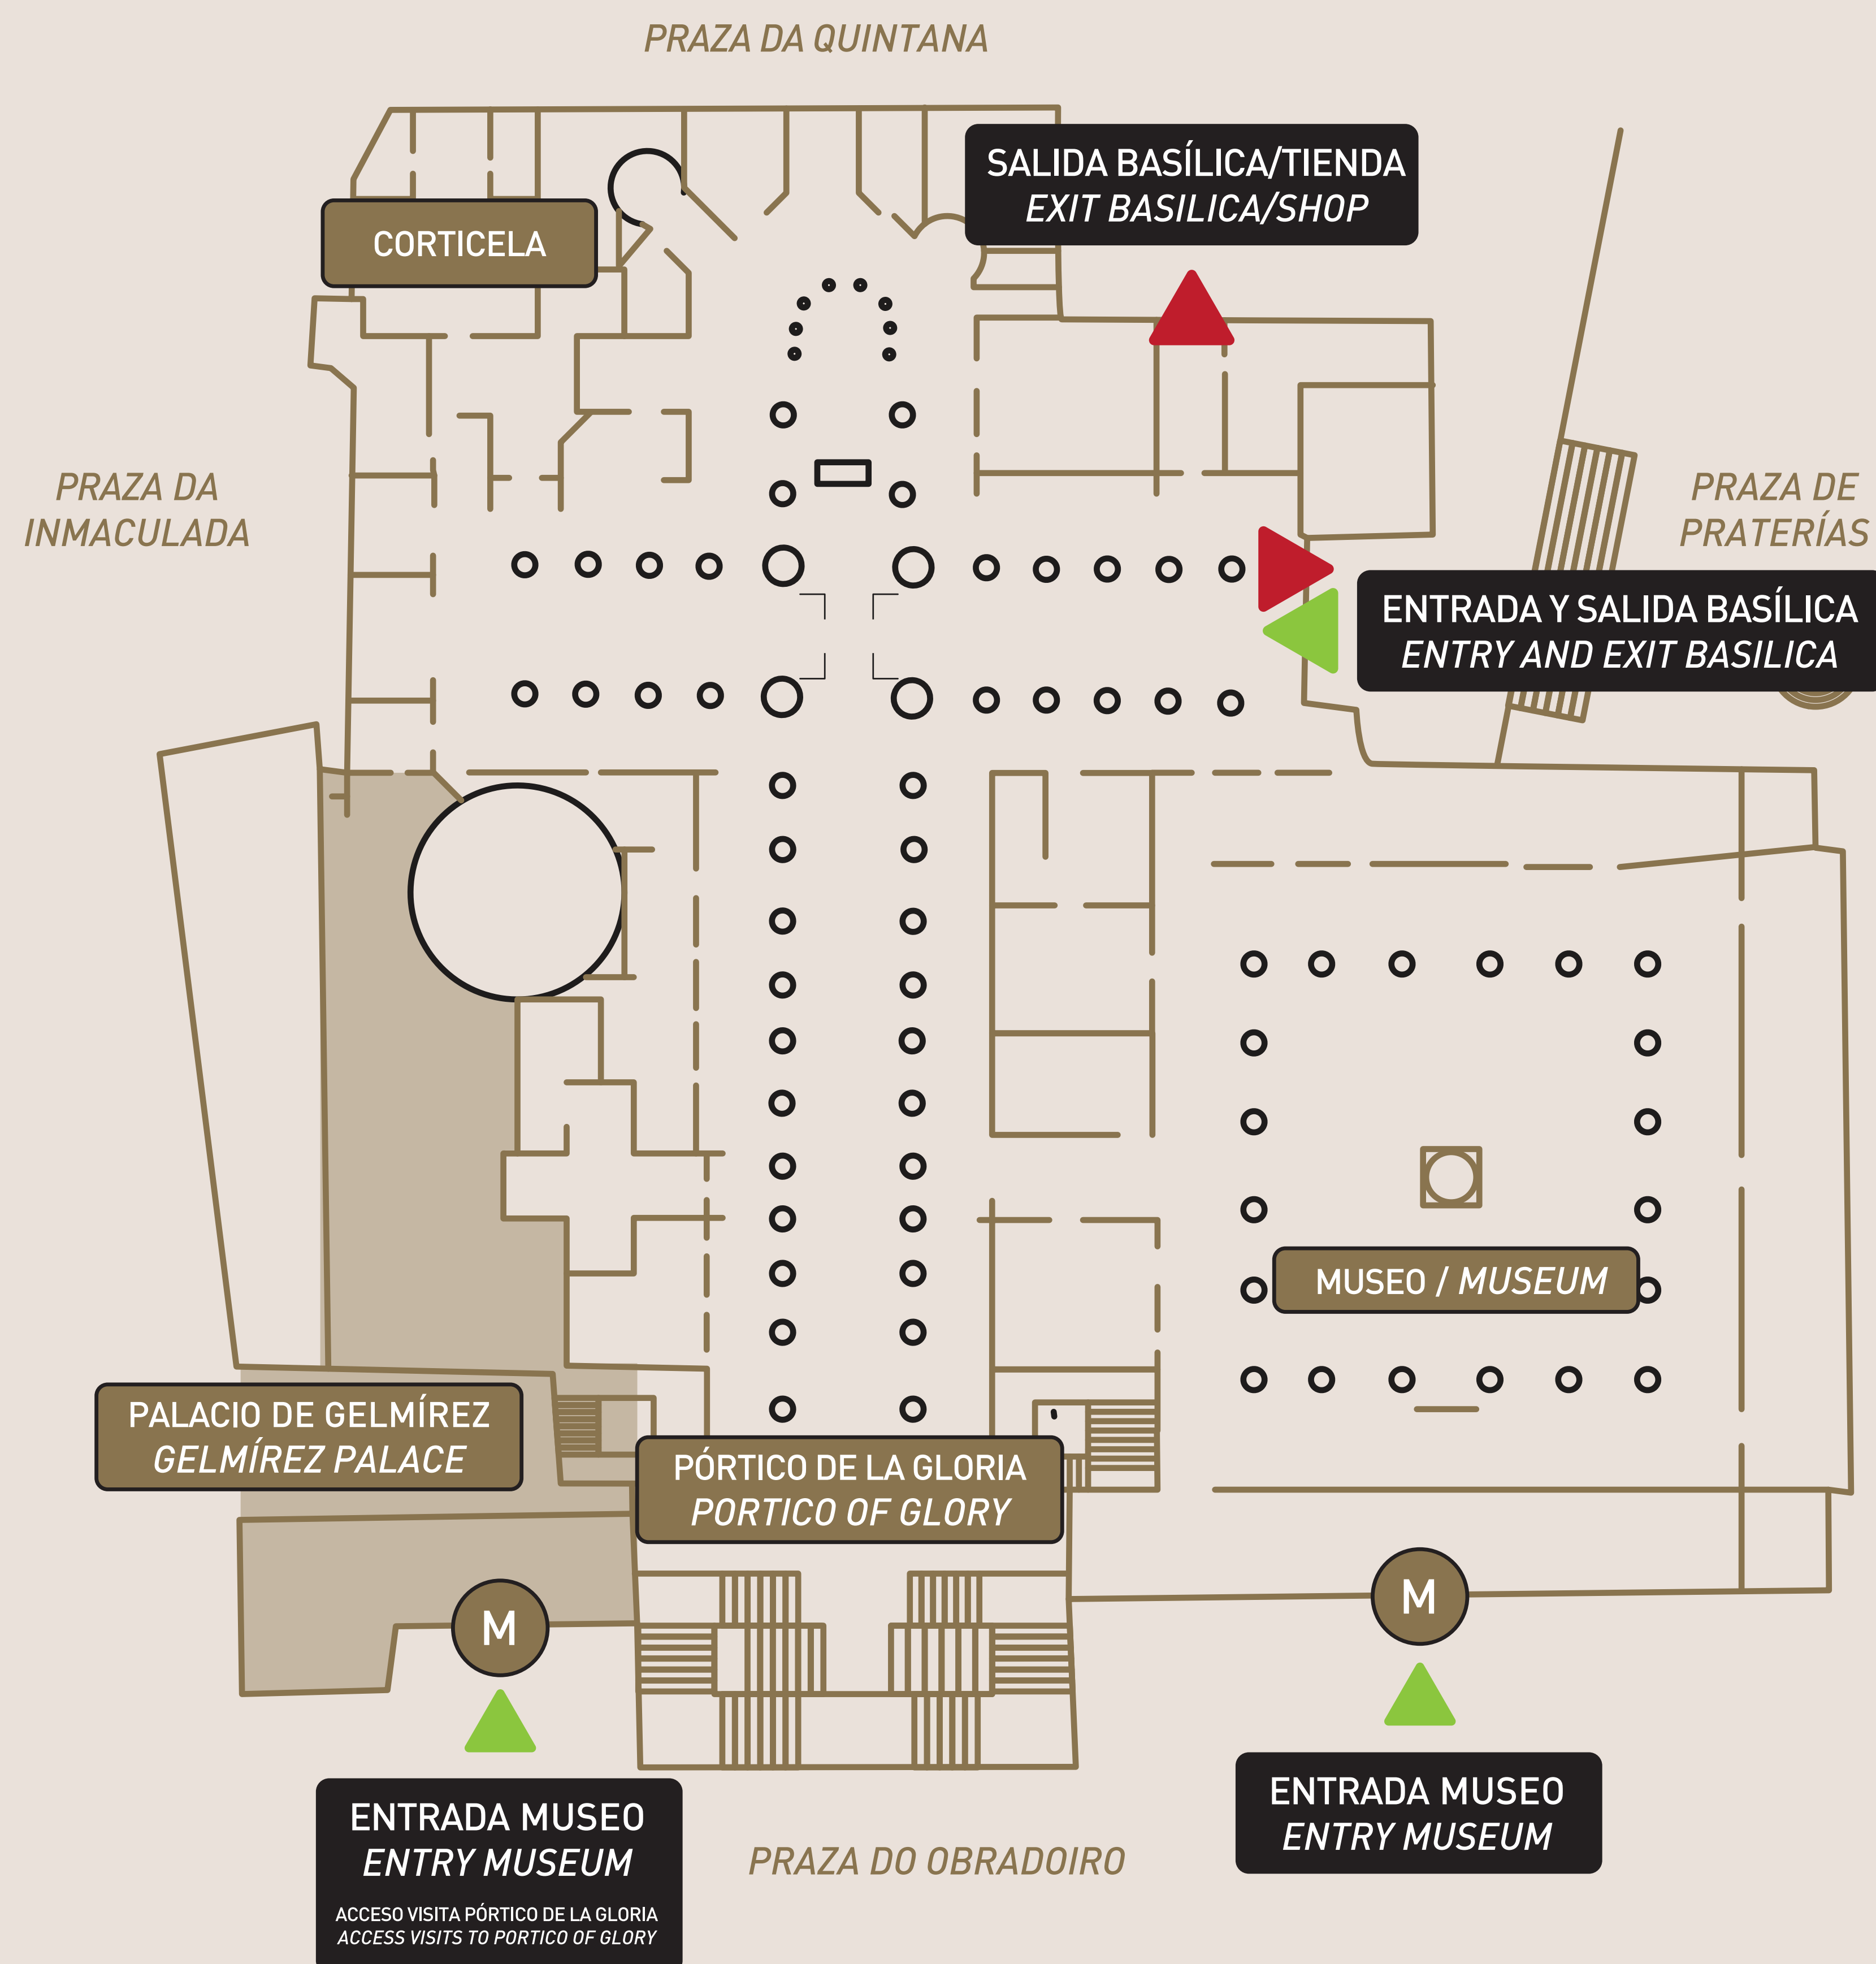 PRAZA DA QUINTANA
SALIDA BASÍLICA/TIENDA
EXIT BASILICA/SHOP
CORTICELA
PRAZA DA
INMACULADA
PRAZA DE
PRATERÍAS
ENTRADA Y SALIDA BASÍLICA
ENTRY AND EXIT BASILICA
MUSEO / MUSEUM
PALACIO DE GELMÍREZ
GELMÍREZ PALACE
PÓRTICO DE LA GLORIA
PORTICO OF GLORY
M
M
ENTRADA MUSEO
ENTRY MUSEUM
ACCESO VISITA PÓRTICO DE LA GLORIA
ACCESS VISITS TO PORTICO OF GLORY
PRAZA DO OBRADOIRO
ENTRADA MUSEO
ENTRY MUSEUM